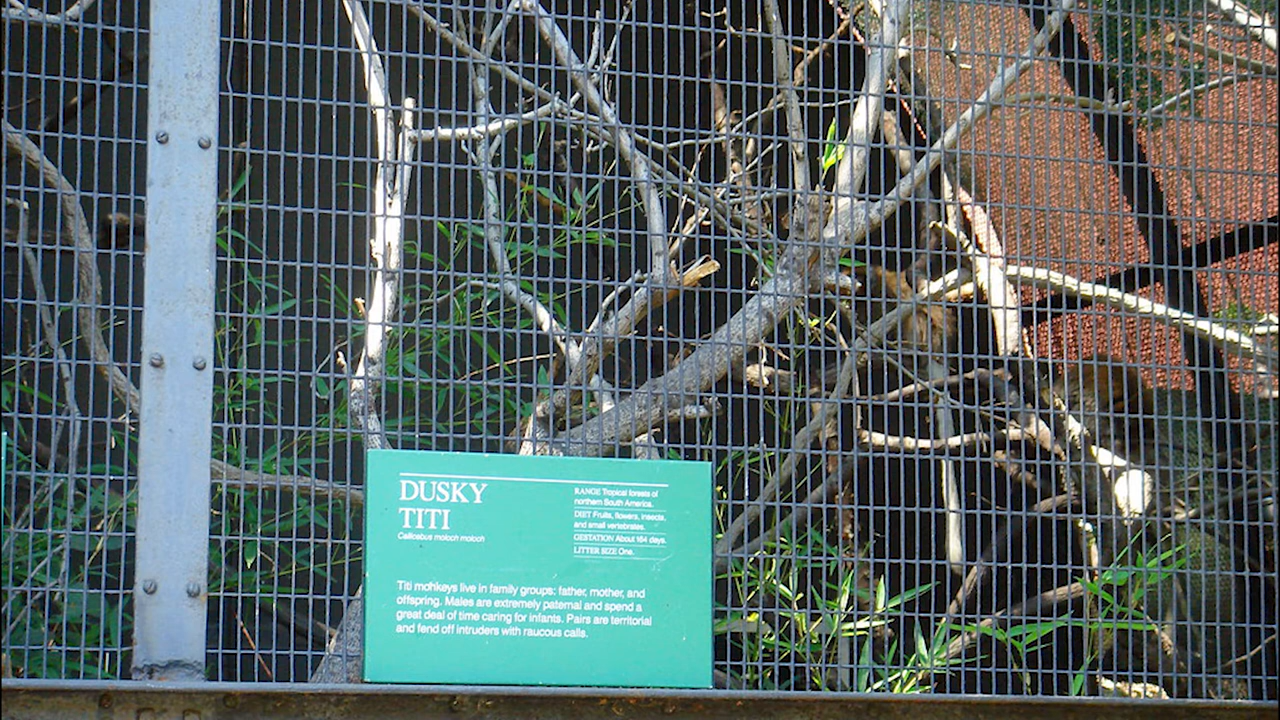 DUSKY
TITI
Callicebus moloch moloch
RANGE Tropical forests of
northern South America.
DIET Fruits, flowers, insects,
and small vertebrates.
GESTATION About 164 days.
LITTER SIZE One.
Titi monkeys live in family groups: father, mother, and
offspring. Males are extremely paternal and spend a
great deal of time caring for infants. Pairs are territorial
and fend off intruders with raucous calls.